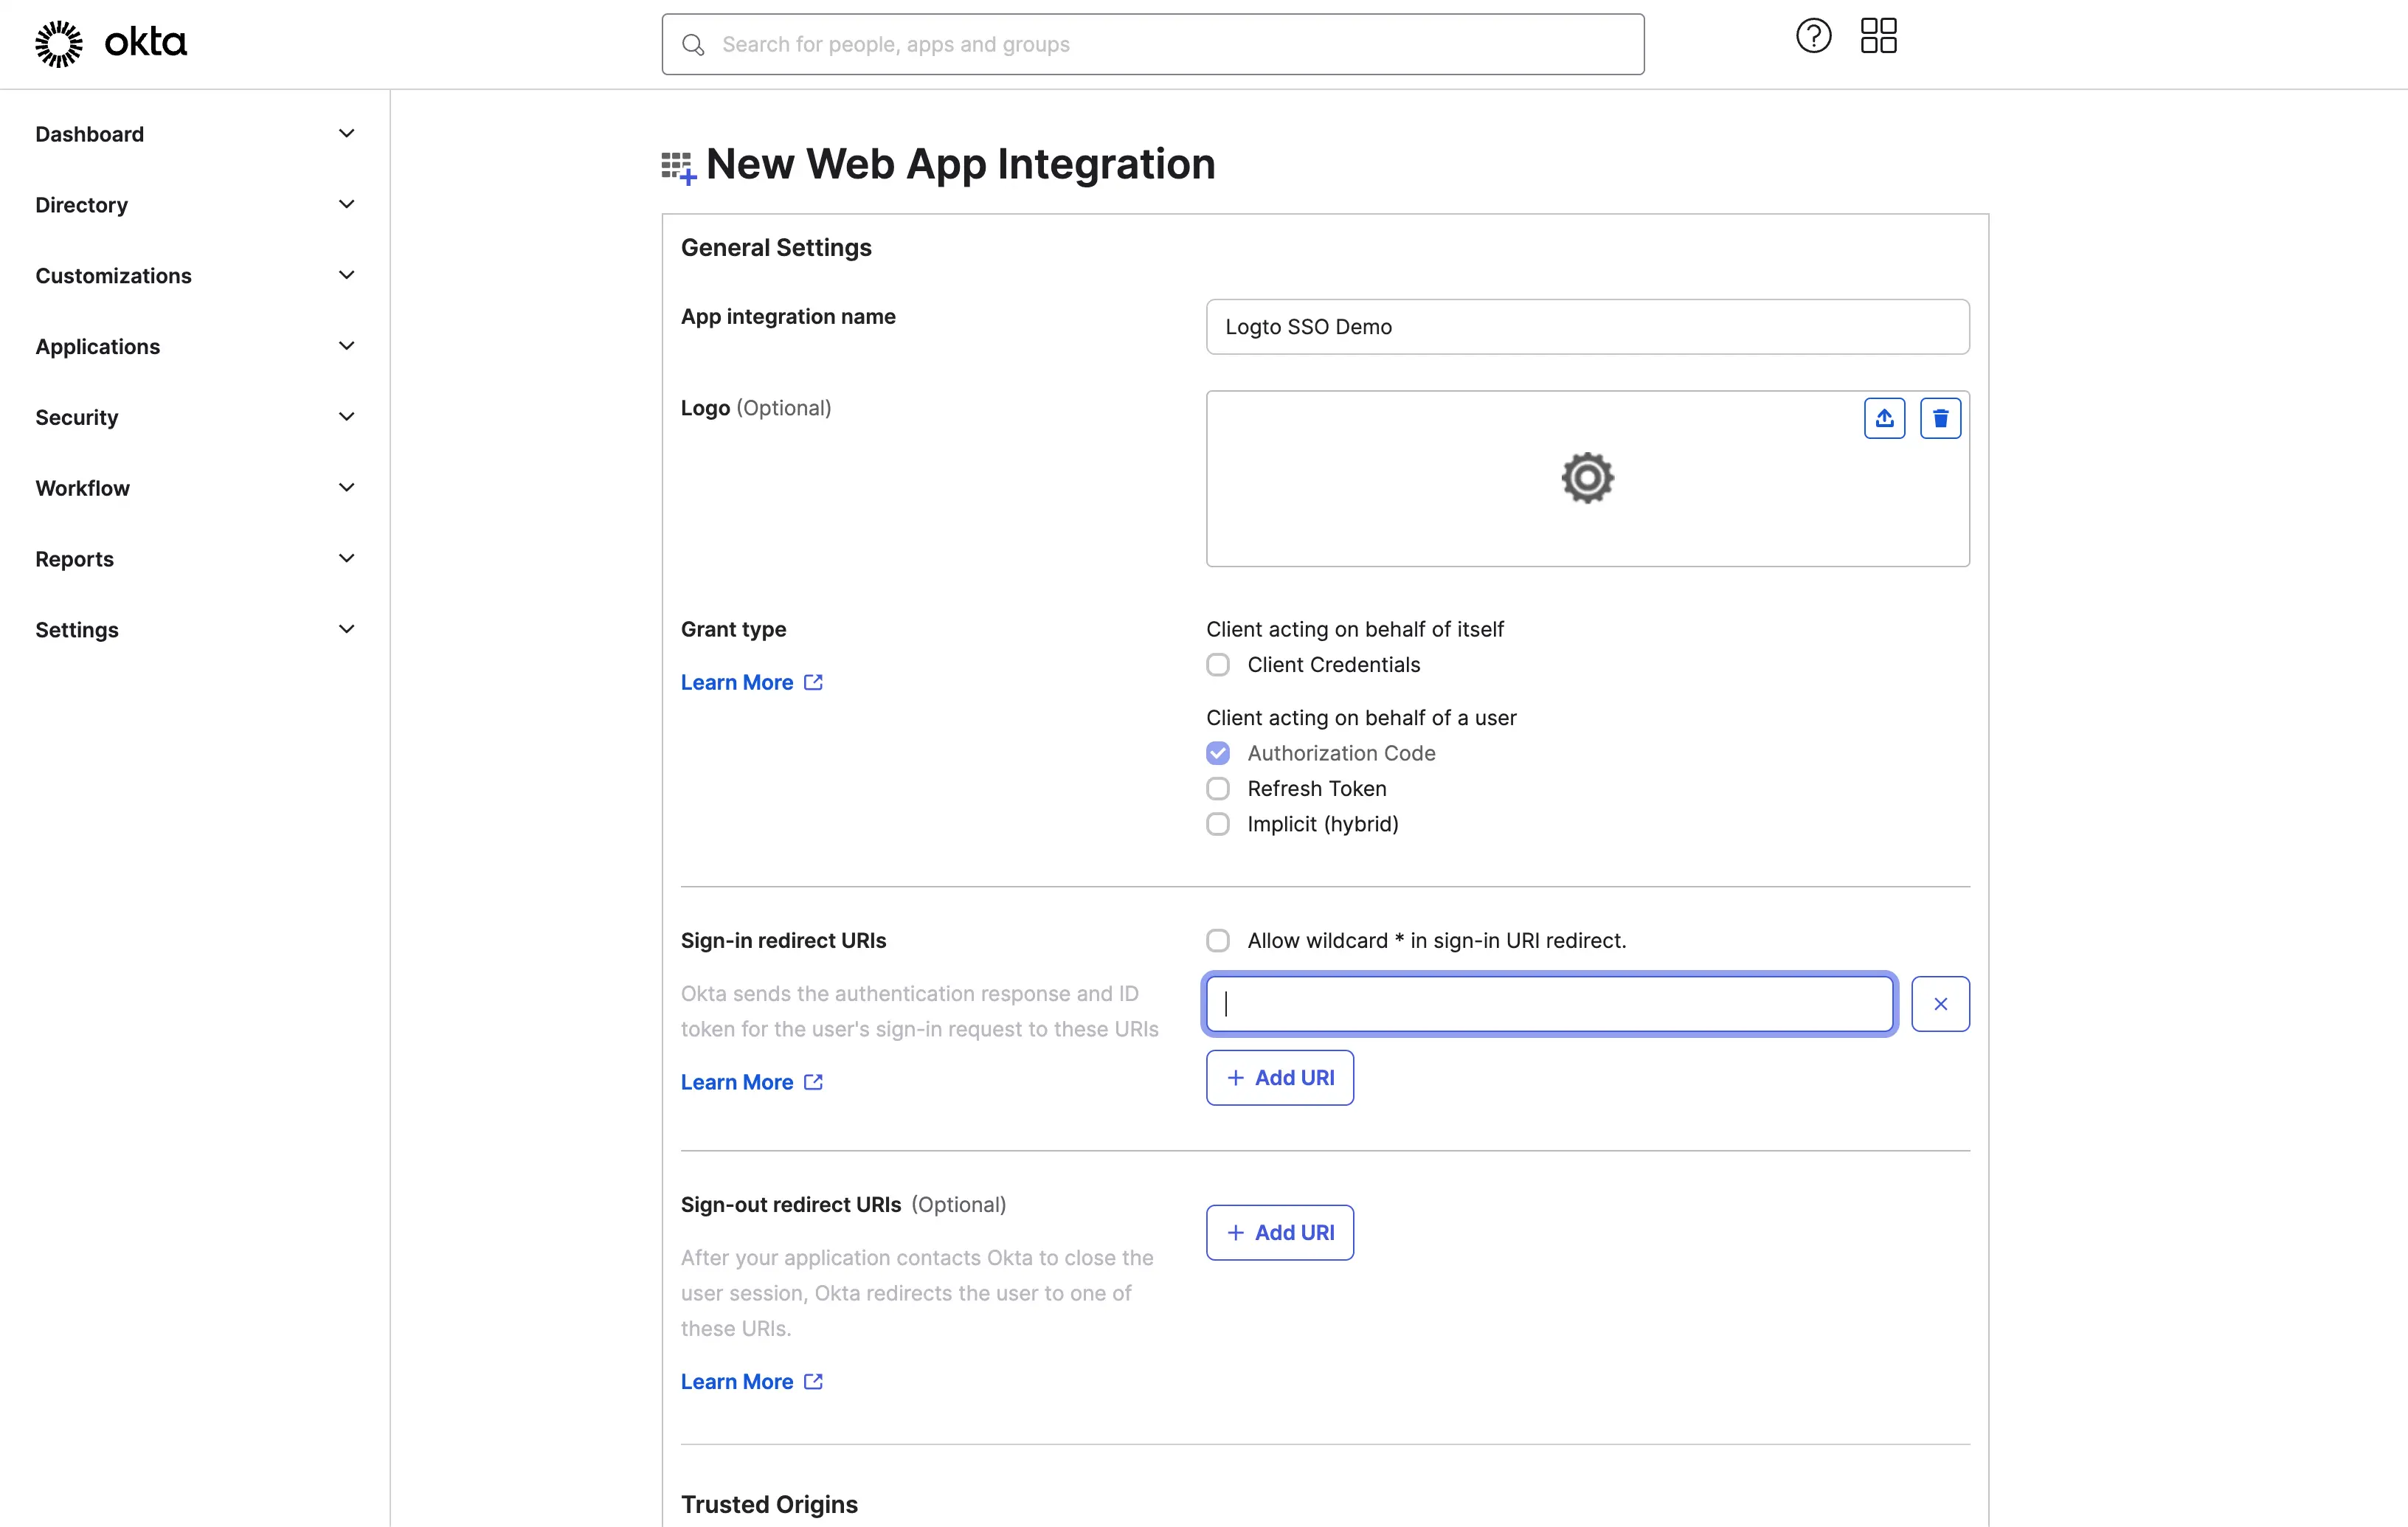 okta
Search for people, apps and groups
Dashboard
Directory
Customizations
Applications
Security
Workflow
Reports
Settings
New Web App Integration
General Settings
App integration name
Logto SSO Demo
Logo (Optional)
Grant type
Learn More
Client acting on behalf of itself
Client Credentials
Client acting on behalf of a user
Authorization Code
Refresh Token
Implicit (hybrid)
Sign-in redirect URIs
Okta sends the authentication response and ID
token for the user's sign-in request to these URIs
Learn More
Allow wildcard * in sign-in URI redirect.
+ Add URI
Sign-out redirect URIs (Optional)
After your application contacts Okta to close the
user session, Okta redirects the user to one of
these URIs.
Learn More
+ Add URI
Trusted Origins